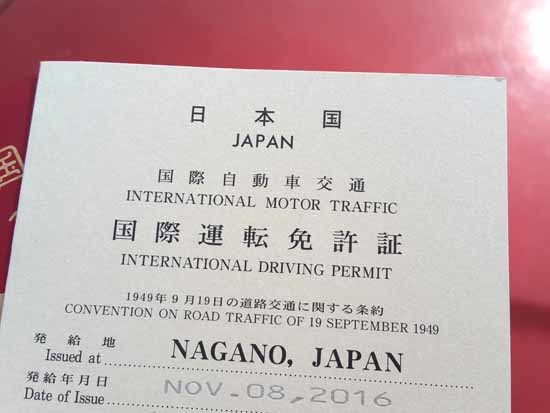 日本国
JAPAN
国際自動車交通
INTERNATIONAL MOTOR TRAFFIC
国際運転免許証
INTERNATIONAL DRIVING PERMIT
1949年9月19日の道路交通に関する条約
CONVENTION ON ROAD TRAFFIC OF 19 SEPTEMBER 1949
発給地
Issued at NAGANO, JAPAN
発給年月日
Date of Issue NOV.08,2016